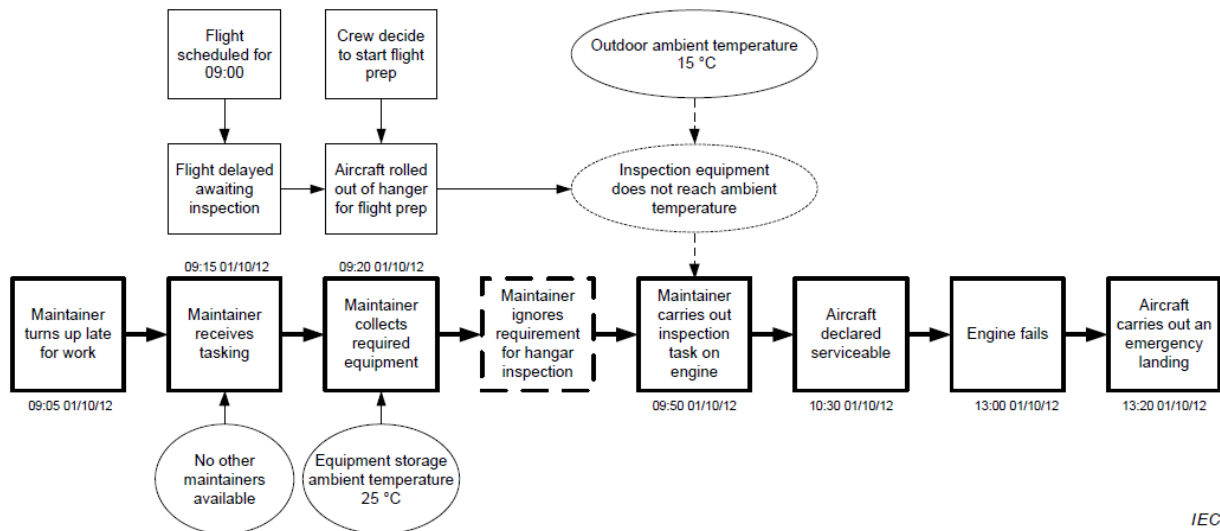 Flight
scheduled for
09:00
Crew decide
to start flight
prep
Outdoor ambient temperature
15 °C
Flight delayed
awaiting
inspection
Aircraft rolled
out of hanger
for flight prep
Inspection equipment
does not reach ambient
temperature
09:15 01/10/12
09:20 01/10/12
Maintainer
turns up late
for work
Maintainer
receives
tasking
Maintainer
collects
required
equipment
Maintainer
ignores
requirement
for hangar
inspection
Maintainer
carries out
inspection
task on
engine
Aircraft
declared
serviceable
Engine fails
Aircraft
carries out an
emergency
landing
09:05 01/10/12
09:50 01/10/12
10:30 01/10/12
13:00 01/10/12
13:20 01/10/12
No other
maintainers
available
Equipment storage
ambient temperature
25 °C
IEC